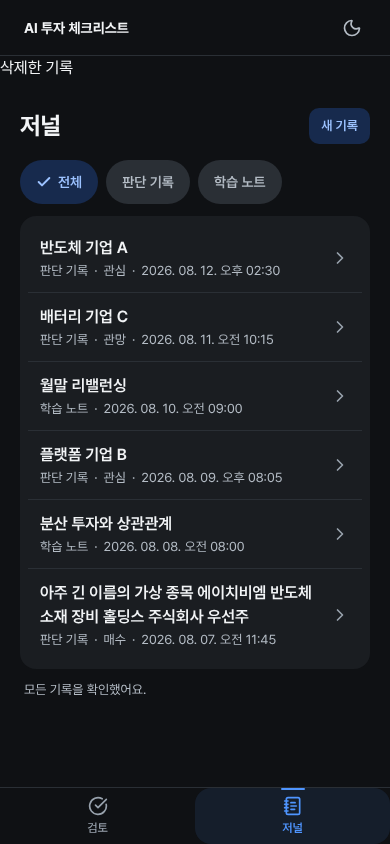 AI 투자 체크리스트
삭제한 기록
저널
새 기록
전체
판단 기록
학습 노트
반도체 기업 A
판단 기록 · 관심 · 2026. 08. 12. 오후 02:30
배터리 기업 C
판단 기록 · 관망 · 2026. 08. 11. 오전 10:15
월말 리밸런싱
학습 노트 · 2026. 08. 10. 오전 09:00
플랫폼 기업 B
판단 기록 · 관심 · 2026. 08. 09. 오후 08:05
분산 투자와 상관관계
학습 노트 · 2026. 08. 08. 오전 08:00
아주 긴 이름의 가상 종목 에이치비엠 반도체
소재 장비 홀딩스 주식회사 우선주
판단 기록 · 매수 · 2026. 08. 07. 오전 11:45
모든 기록을 확인했어요.
검토
저널